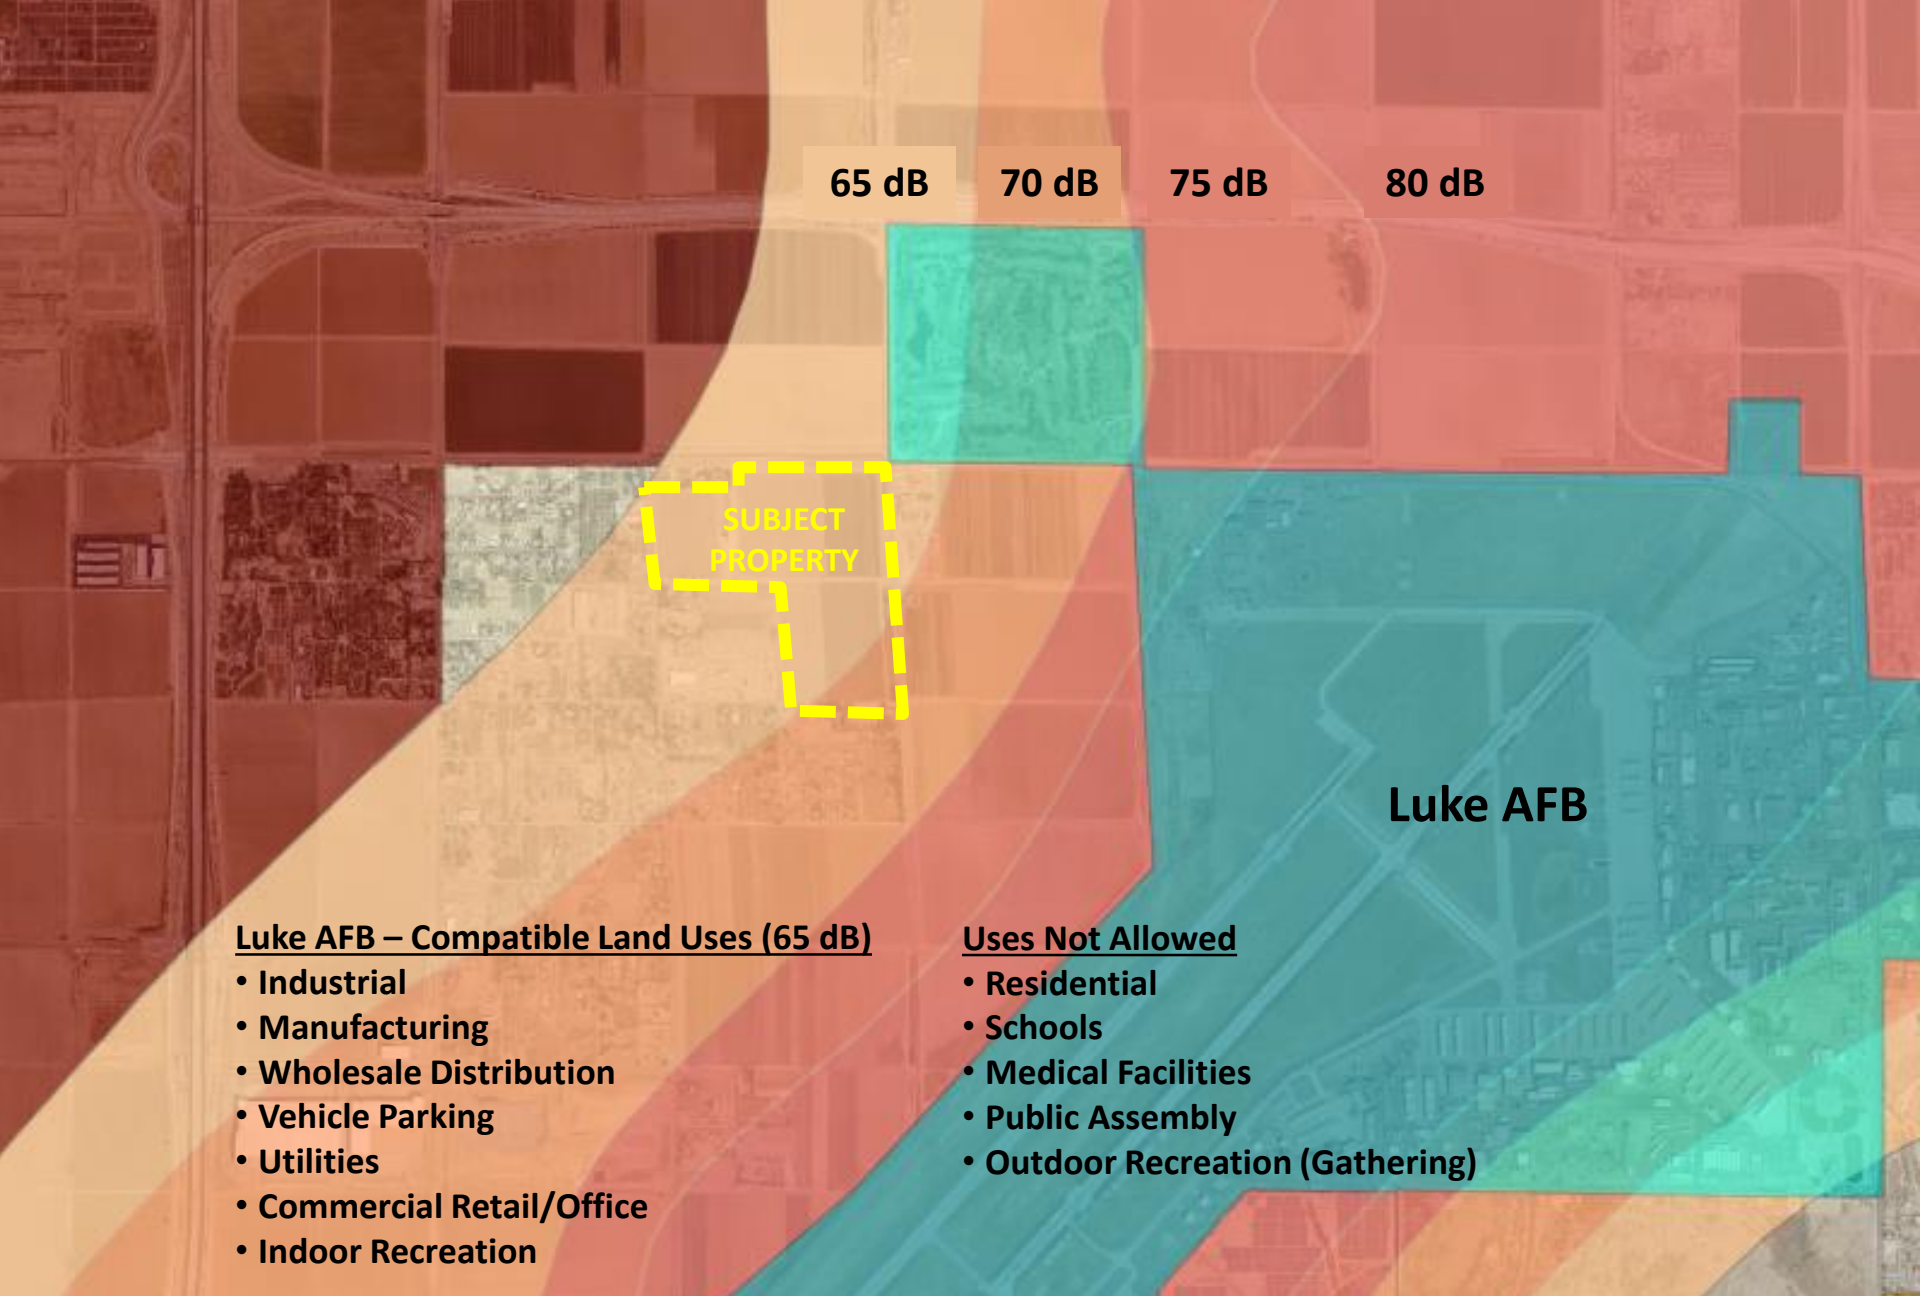 65 dB
70 dB
75 dB
80 dB
SUBJECT
PROPERTY
Luke AFB
Luke AFB – Compatible Land Uses (65 dB)
• Industrial
• Manufacturing
• Wholesale Distribution
• Vehicle Parking
• Utilities
• Commercial Retail/Office
• Indoor Recreation
Uses Not Allowed
• Residential
• Schools
• Medical Facilities
• Public Assembly
• Outdoor Recreation (Gathering)